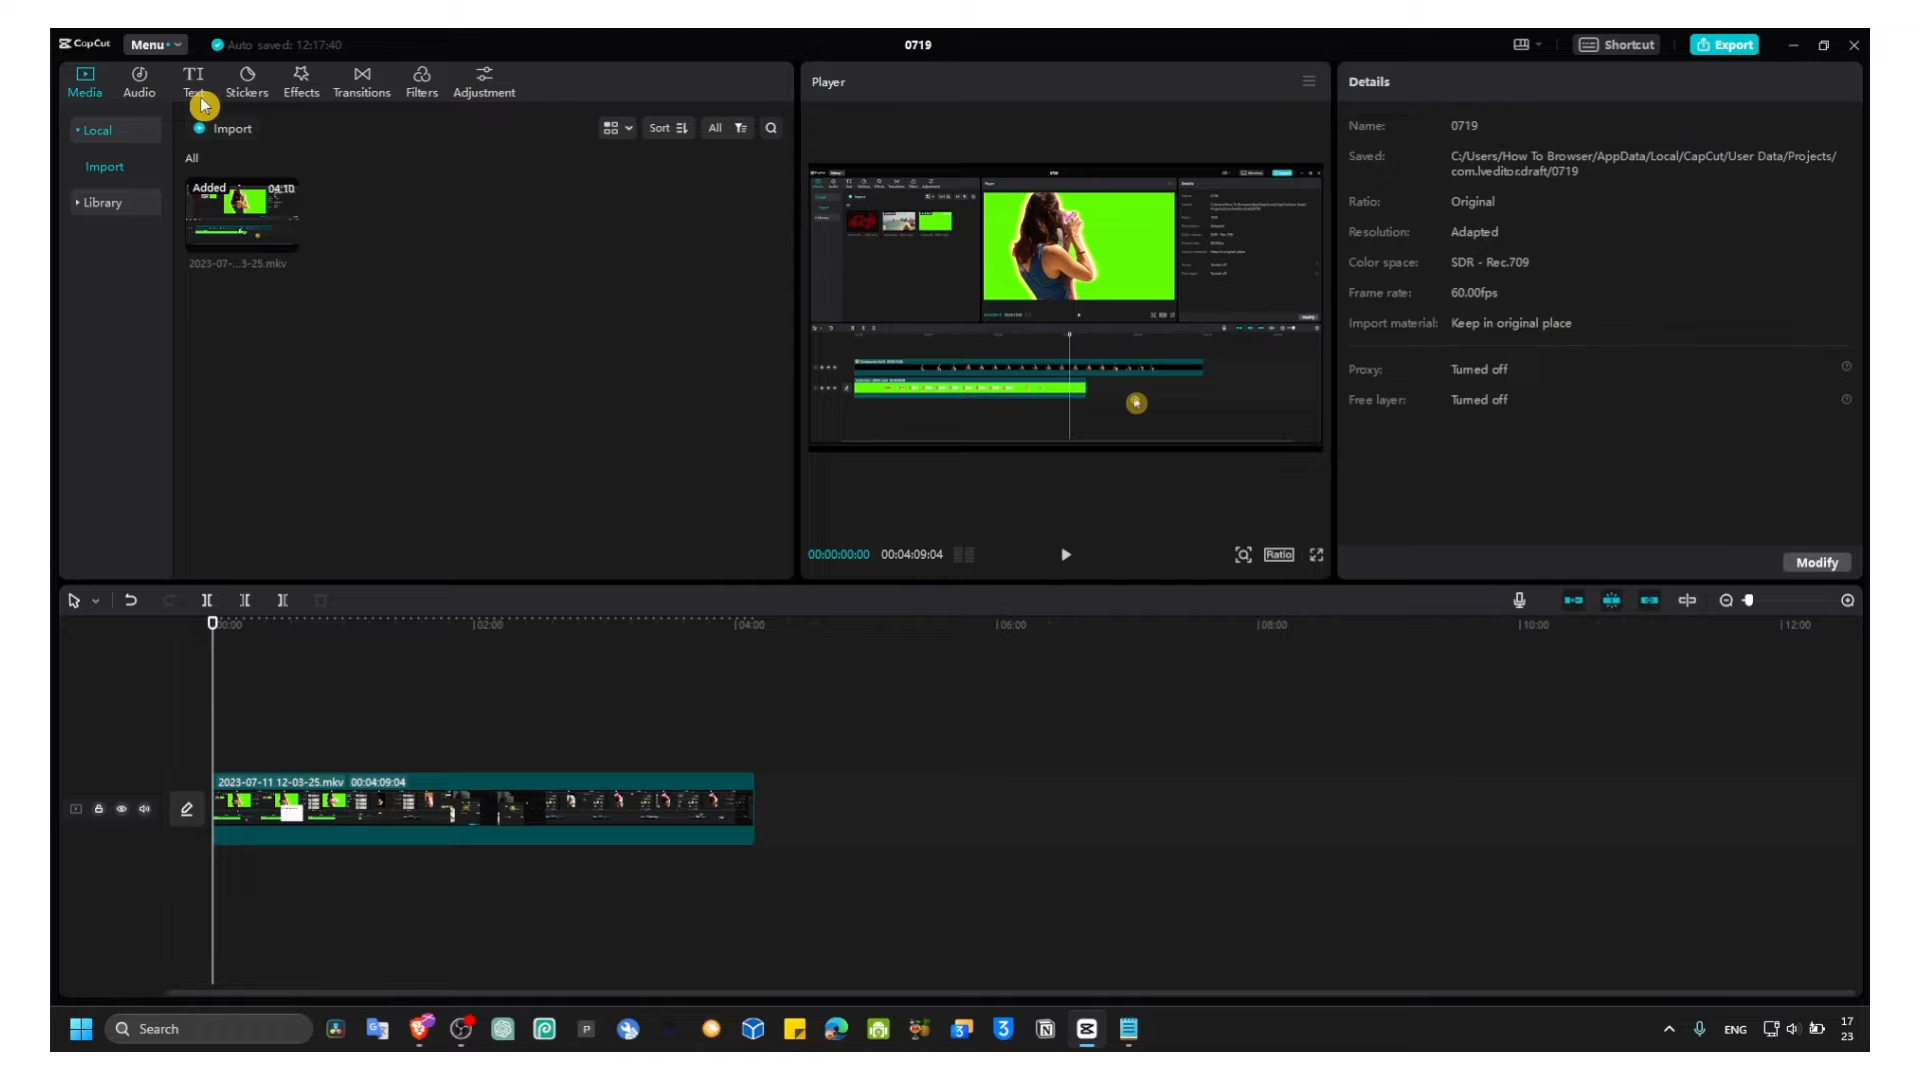 CapCut Menu Auto saved: 12:17:40 0719 Shortcut Export
Media Audio Text Stickers Effects Transitions Filters Adjustment
Player
Details
Local
Import
Sort All
Import
All
Library
Added 04:10
2023-07-...3-25.mkv
Name: 0719
Saved: C:/Users/How To Browser/AppData/Local/CapCut/User Data/Projects/
com.lveditor.draft/0719
Ratio: Original
Resolution: Adapted
Color space: SDR - Rec.709
Frame rate: 60.00fps
Import material: Keep in original place
Proxy: Turned off
Free layer: Turned off
00:00:00:00 00:04:09:04 Ratio
Modify
00:00 02:00 04:00 06:00 08:00 10:00 12:00
2023-07-11 12-03-25.mkv 00:04:09:04
Search
ENG
17
23